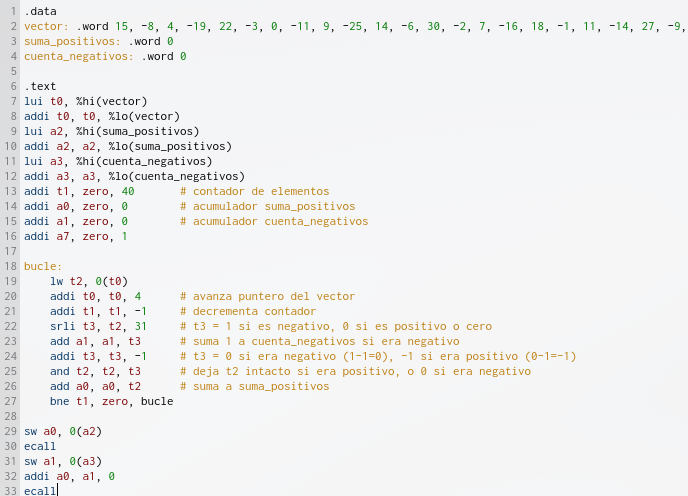 1 .data
2 vector: .word 15, -8, 4, -19, 22, -3, 0, -11, 9, -25, 14, -6, 30, -2, 7, -16, 18, -1, 11, -14, 27, -9,
3 suma_positivos: .word 0
4 cuenta_negativos: .word 0
5
6 .text
7 lui t0, %hi(vector)
8 addi t0, t0, %lo(vector)
9 lui a2, %hi(suma_positivos)
10 addi a2, a2, %lo(suma_positivos)
11 lui a3, %hi(cuenta_negativos)
12 addi a3, a3, %lo(cuenta_negativos)
13 addi t1, zero, 40 # contador de elementos
14 addi a0, zero, 0 # acumulador suma_positivos
15 addi a1, zero, 0 # acumulador cuenta_negativos
16 addi a7, zero, 1
17
18 bucle:
19 lw t2, 0(t0)
20 addi t0, t0, 4 # avanza puntero del vector
21 addi t1, t1, -1 # decrementa contador
22 srli t3, t2, 31 # t3 = 1 si es negativo, 0 si es positivo o cero
23 add a1, a1, t3 # suma 1 a cuenta_negativos si era negativo
24 addi t3, t3, -1 # t3 = 0 si era negativo (1-1=0), -1 si era positivo (0-1=-1)
25 and t2, t2, t3 # deja t2 intacto si era positivo, o 0 si era negativo
26 add a0, a0, t2 # suma a suma_positivos
27 bne t1, zero, bucle
28
29 sw a0, 0(a2)
30 ecall
31 sw a1, 0(a3)
32 addi a0, a1, 0
33 ecall